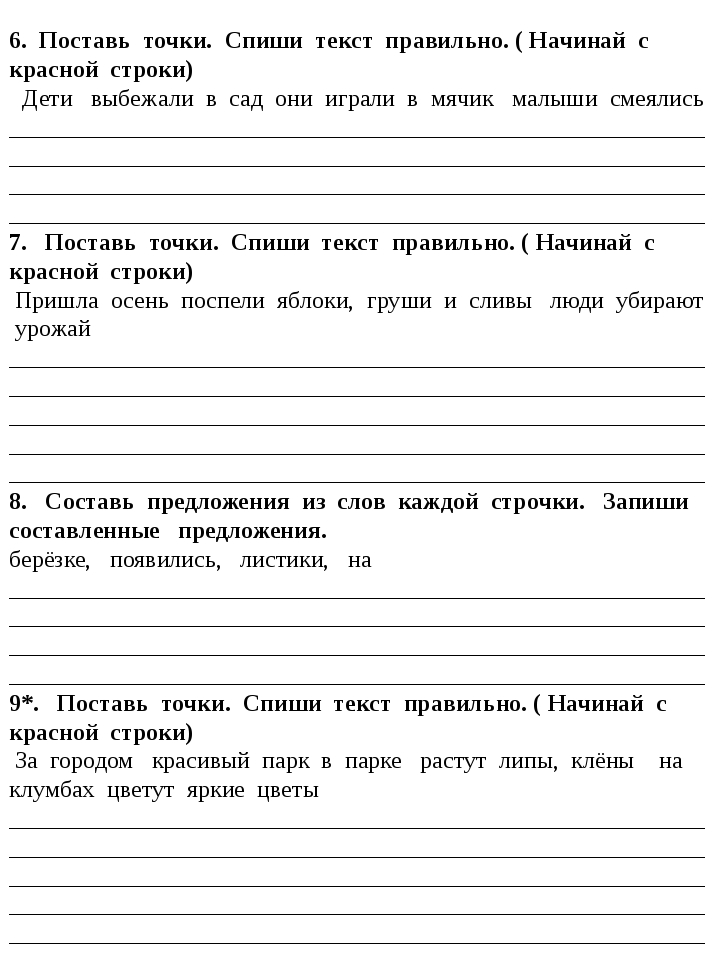 6. Поставь точки. Спиши текст правильно. ( Начинай с
красной строки)
Дети выбежали в сад они играли в мячик малыши смеялись
7. Поставь точки. Спиши текст правильно. ( Начинай с
красной строки)
Пришла осень поспели яблоки, груши и сливы люди убирают
урожай
8. Составь предложения из слов каждой строчки. Запиши
составленные предложения.
берёзке, появились, листики, на
9*. Поставь точки. Спиши текст правильно. ( Начинай с
красной строки)
За городом красивый парк в парке растут липы, клёны на
клумбах цветут яркие цветы